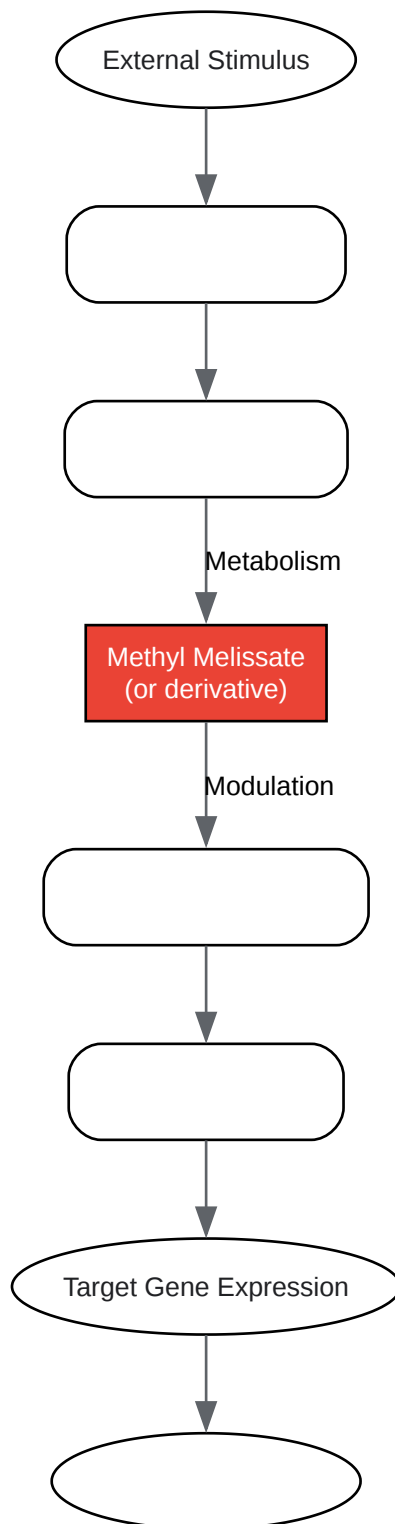 External Stimulus
Metabolism
Methyl Melissate
(or derivative)
Modulation
Target Gene Expression